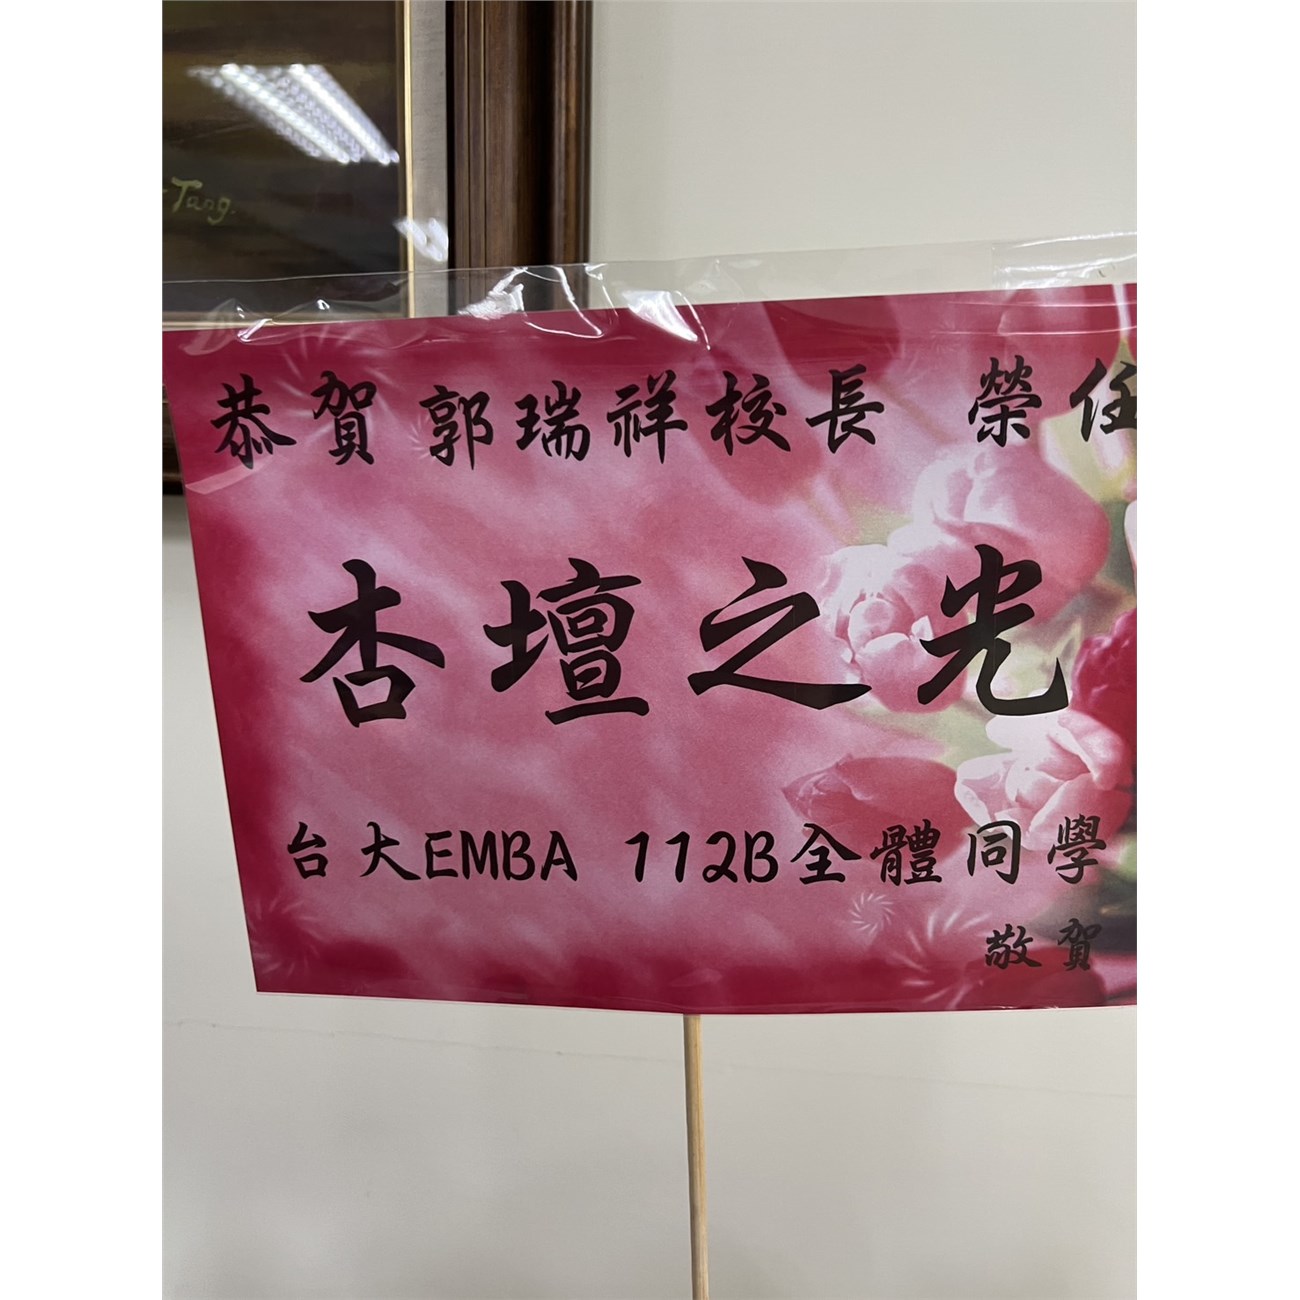 Tang.
恭賀 郭瑞祥校長 榮任
杏壇之光
台大EMBA 112B全體同學
敬賀